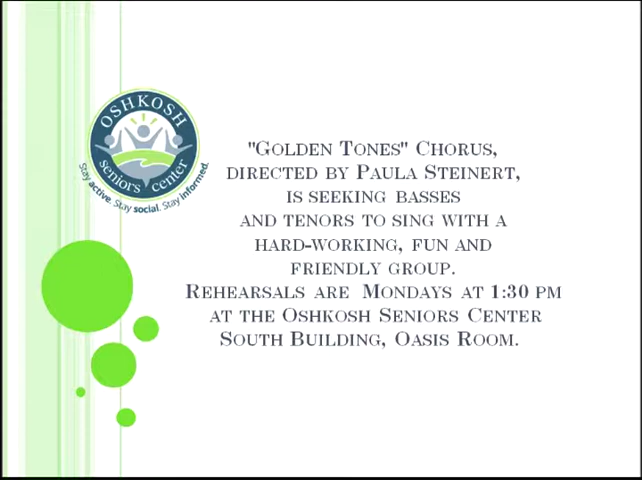 OSHKOSH
seniors center
Stay active. Stay social. Stay informed.
"Golden Tones" Chorus,
directed by Paula Steinert,
is seeking basses
and tenors to sing with a
hard-working, fun and
friendly group.
Rehearsals are Mondays at 1:30 pm
at the Oshkosh Seniors Center
South Building, Oasis Room.